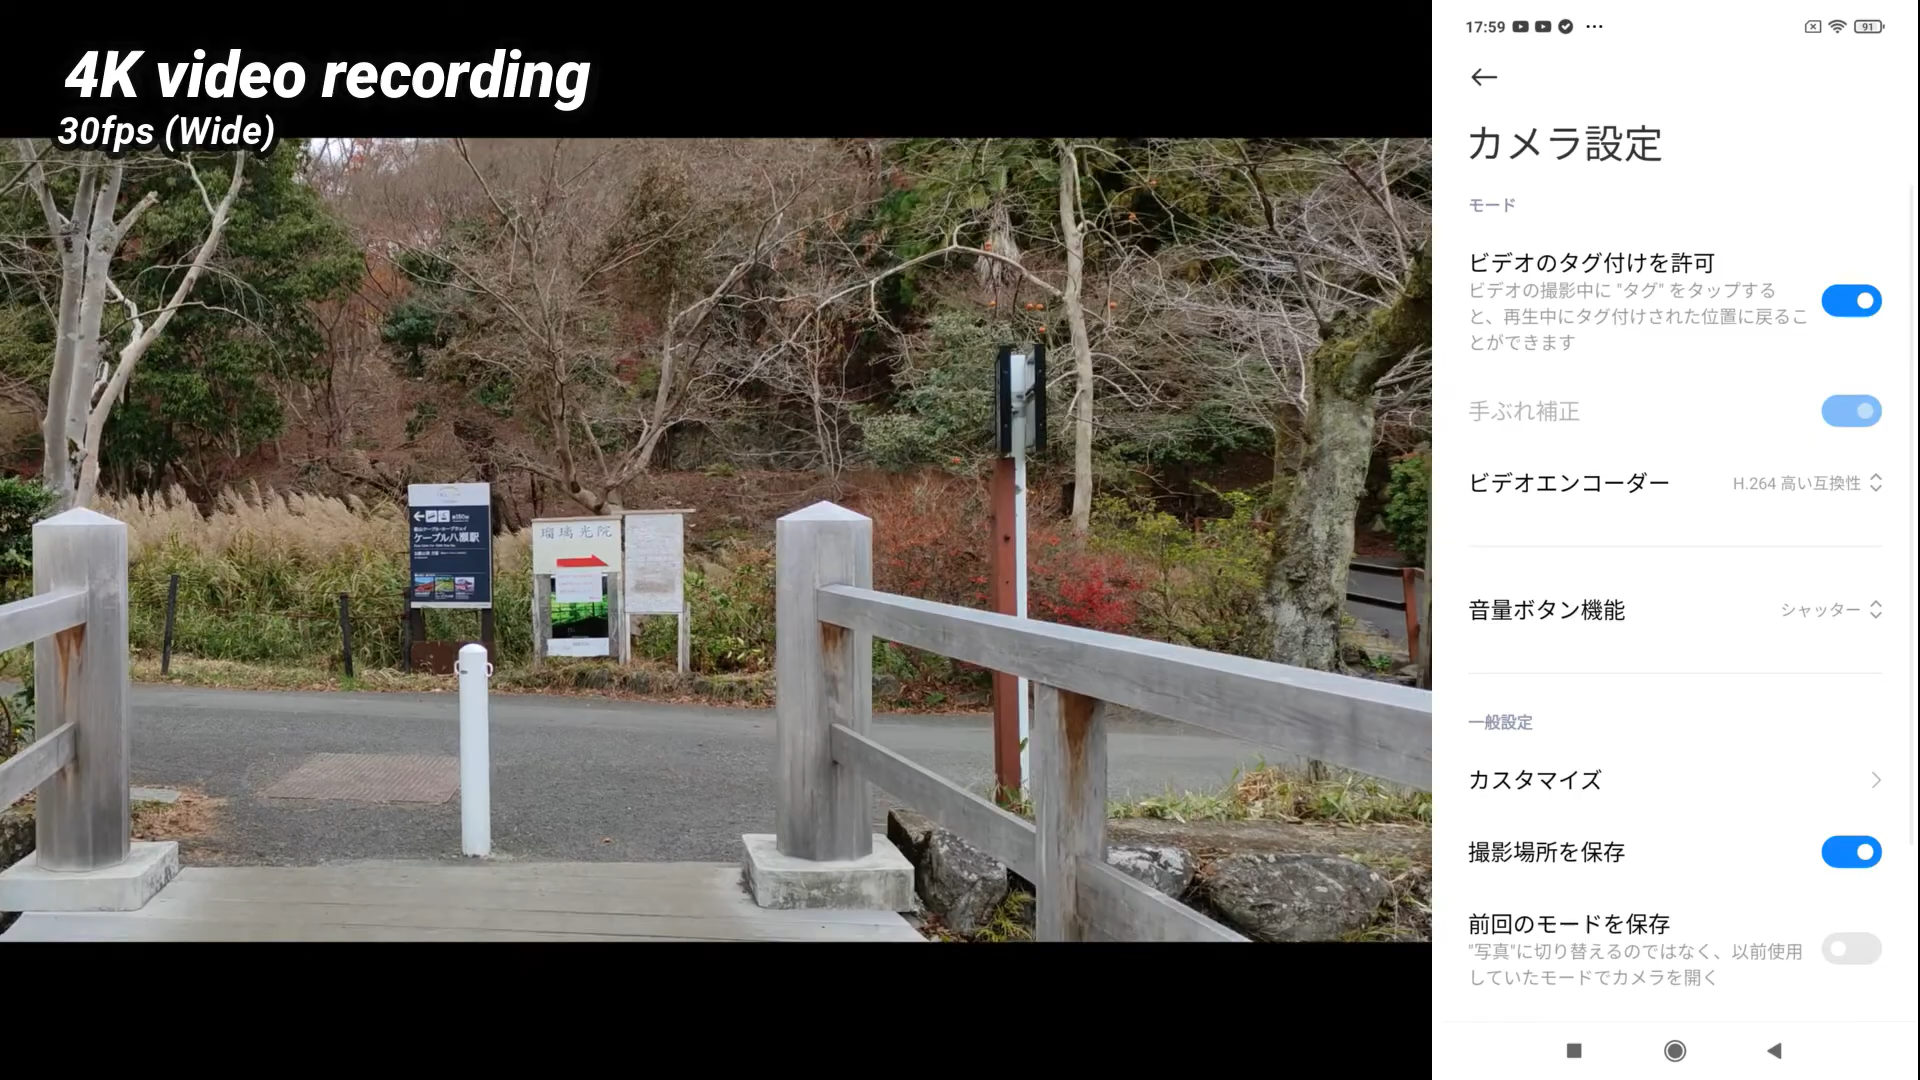 4K video recording
30fps (Wide)
ケーブル八瀬駅
瑠璃光院
17:59
91
カメラ設定
モード
ビデオのタグ付けを許可
ビデオの撮影中に "タグ" をタップする
と、再生中にタグ付けされた位置に戻るこ
とができます
手ぶれ補正
ビデオエンコーダー
H.264 高い互換性
音量ボタン機能
シャッター
一般設定
カスタマイズ
撮影場所を保存
前回のモードを保存
"写真"に切り替えるのではなく、以前使用
していたモードでカメラを開く